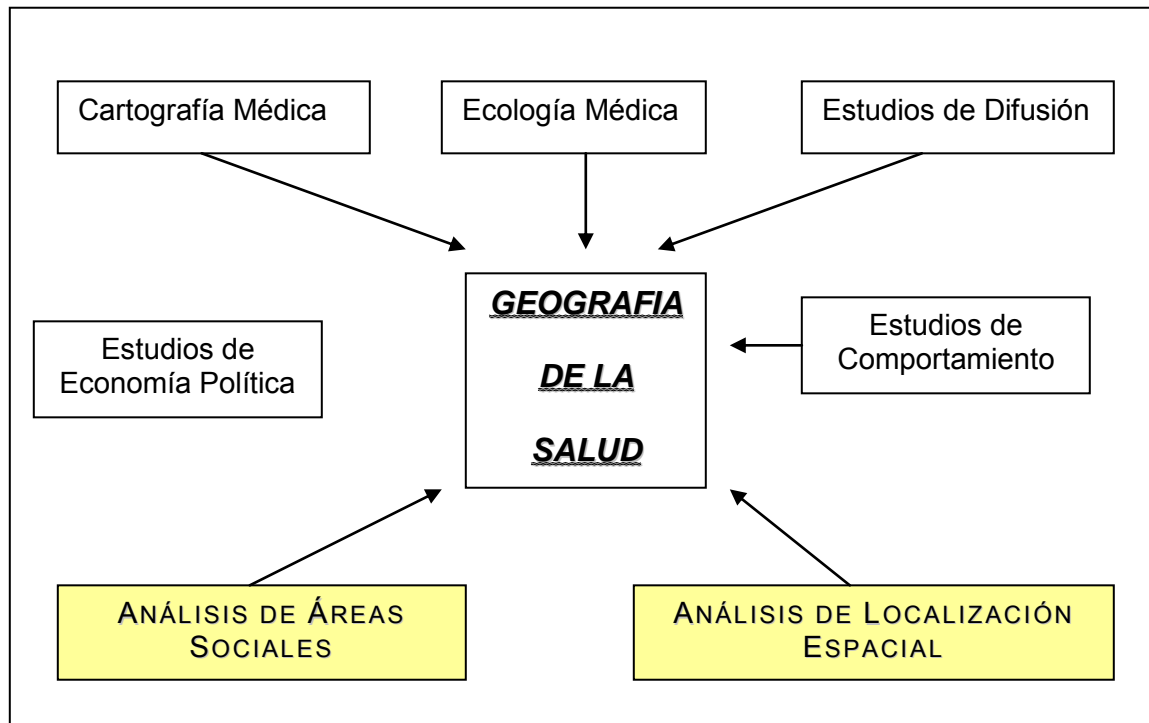 Cartografía Médica
Ecología Médica
Estudios de Difusión
GEOGRAFIA
DE LA
SALUD
Estudios de
Economía Política
Estudios de
Comportamiento
ANÁLISIS DE ÁREAS
SOCIALES
ANÁLISIS DE LOCALIZACIÓN
ESPACIAL